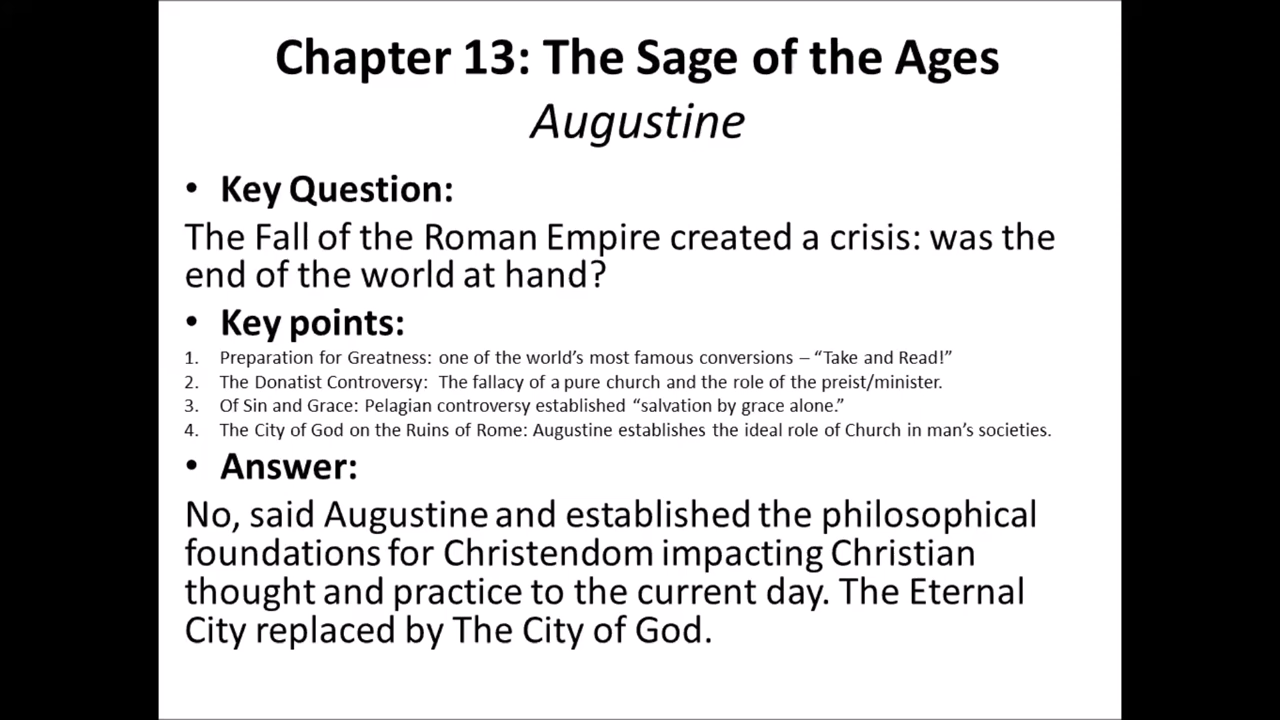 Chapter 13: The Sage of the Ages
Augustine
• Key Question:
The Fall of the Roman Empire created a crisis: was the
end of the world at hand?
• Key points:
1. Preparation for Greatness: one of the world’s most famous conversions – “Take and Read!”
2. The Donatist Controversy: The fallacy of a pure church and the role of the preist/minister.
3. Of Sin and Grace: Pelagian controversy established “salvation by grace alone.”
4. The City of God on the Ruins of Rome: Augustine establishes the ideal role of Church in man’s societies.
• Answer:
No, said Augustine and established the philosophical
foundations for Christendom impacting Christian
thought and practice to the current day. The Eternal
City replaced by The City of God.